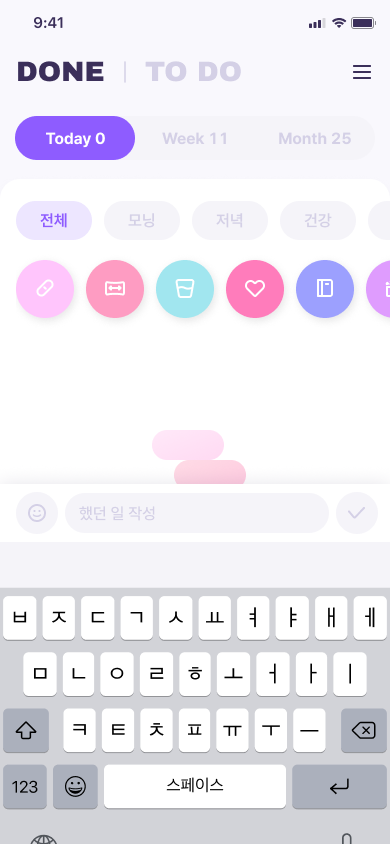 9:41
DONE | TO DO
Today 0 Week 11 Month 25
전체 모닝 저녁 건강
했던 일 작성
ㅂ ㅈ ㄷ ㄱ ㅅ ㅛ ㅕ ㅑ ㅐ ㅔ
ㅁ ㄴ ㅇ ㄹ ㅎ ㅗ ㅓ ㅏ ㅣ
ㅋ ㅌ ㅊ ㅍ ㅠ ㅜ ㅡ
123 스페이스